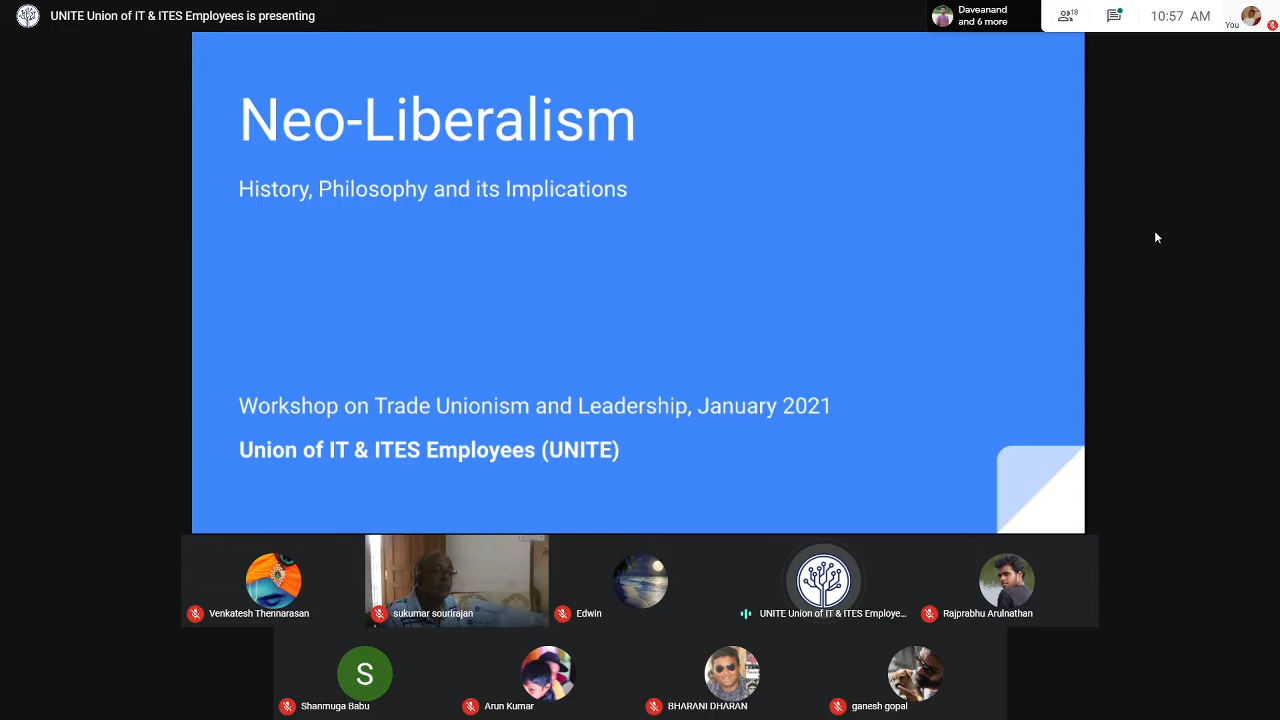 UNITE Union of IT & ITES Employees is presenting
Daveanand
and 6 more
18
10:57 AM
You
Neo-Liberalism
History, Philosophy and its Implications
Workshop on Trade Unionism and Leadership, January 2021
Union of IT & ITES Employees (UNITE)
Venkatesh Thennarasan
sukumar sourirajan
Edwin
UNITE Union of IT & ITES Employe...
Rajprabhu Arulnathan
S
Shanmuga Babu
Arun Kumar
BHARANI DHARAN
ganesh gopal